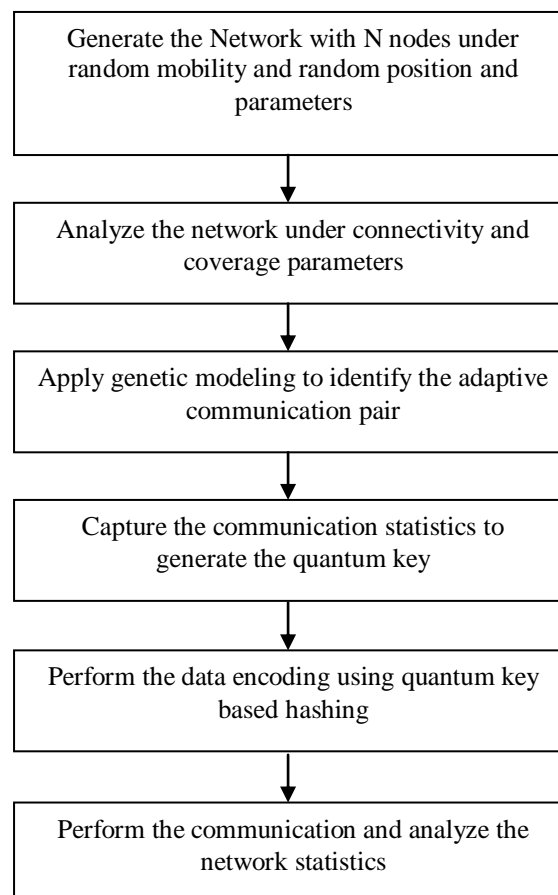 Generate the Network with N nodes under
random mobility and random position and
parameters
Analyze the network under connectivity and
coverage parameters
Apply genetic modeling to identify the adaptive
communication pair
Capture the communication statistics to
generate the quantum key
Perform the data encoding using quantum key
based hashing
Perform the communication and analyze the
network statistics